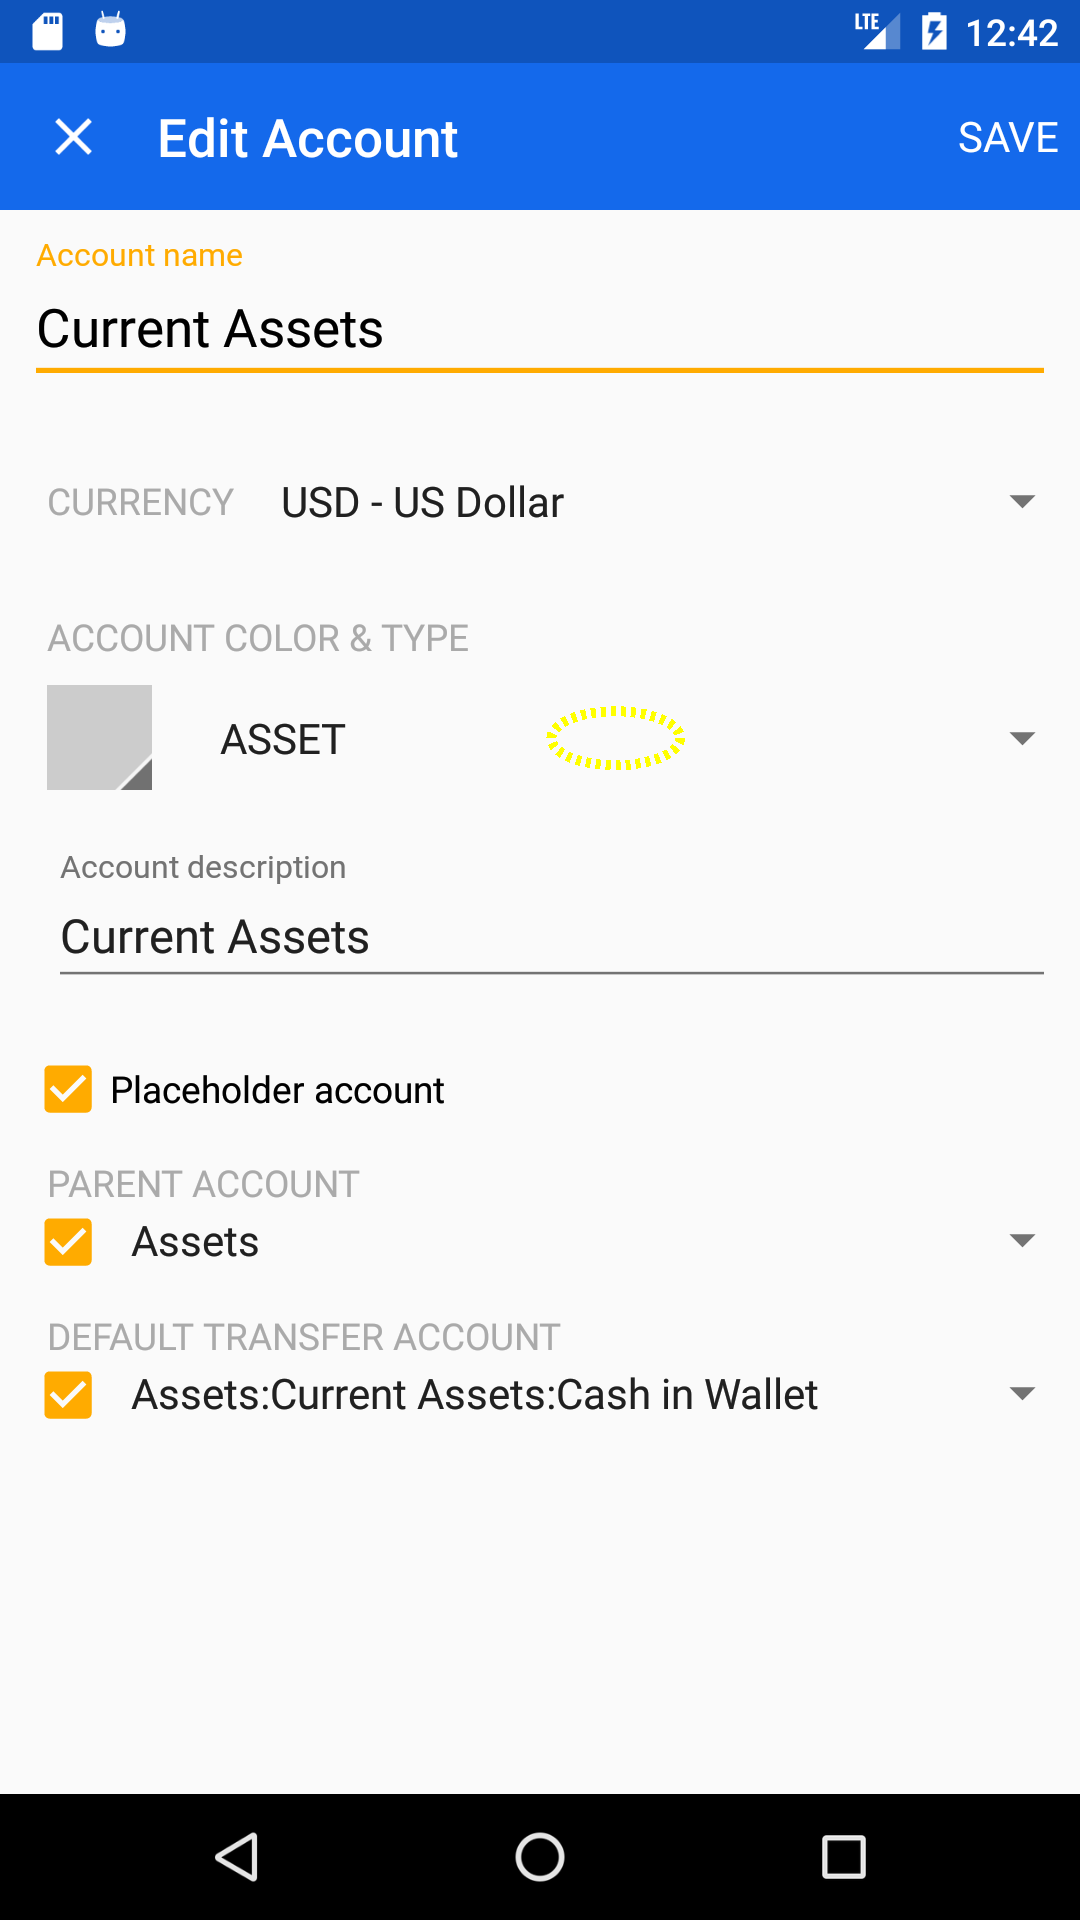 LTE 12:42
Edit Account SAVE
Account name
Current Assets
CURRENCY USD - US Dollar
ACCOUNT COLOR & TYPE
ASSET
Account description
Current Assets
Placeholder account
PARENT ACCOUNT
Assets
DEFAULT TRANSFER ACCOUNT
Assets:Current Assets:Cash in Wallet